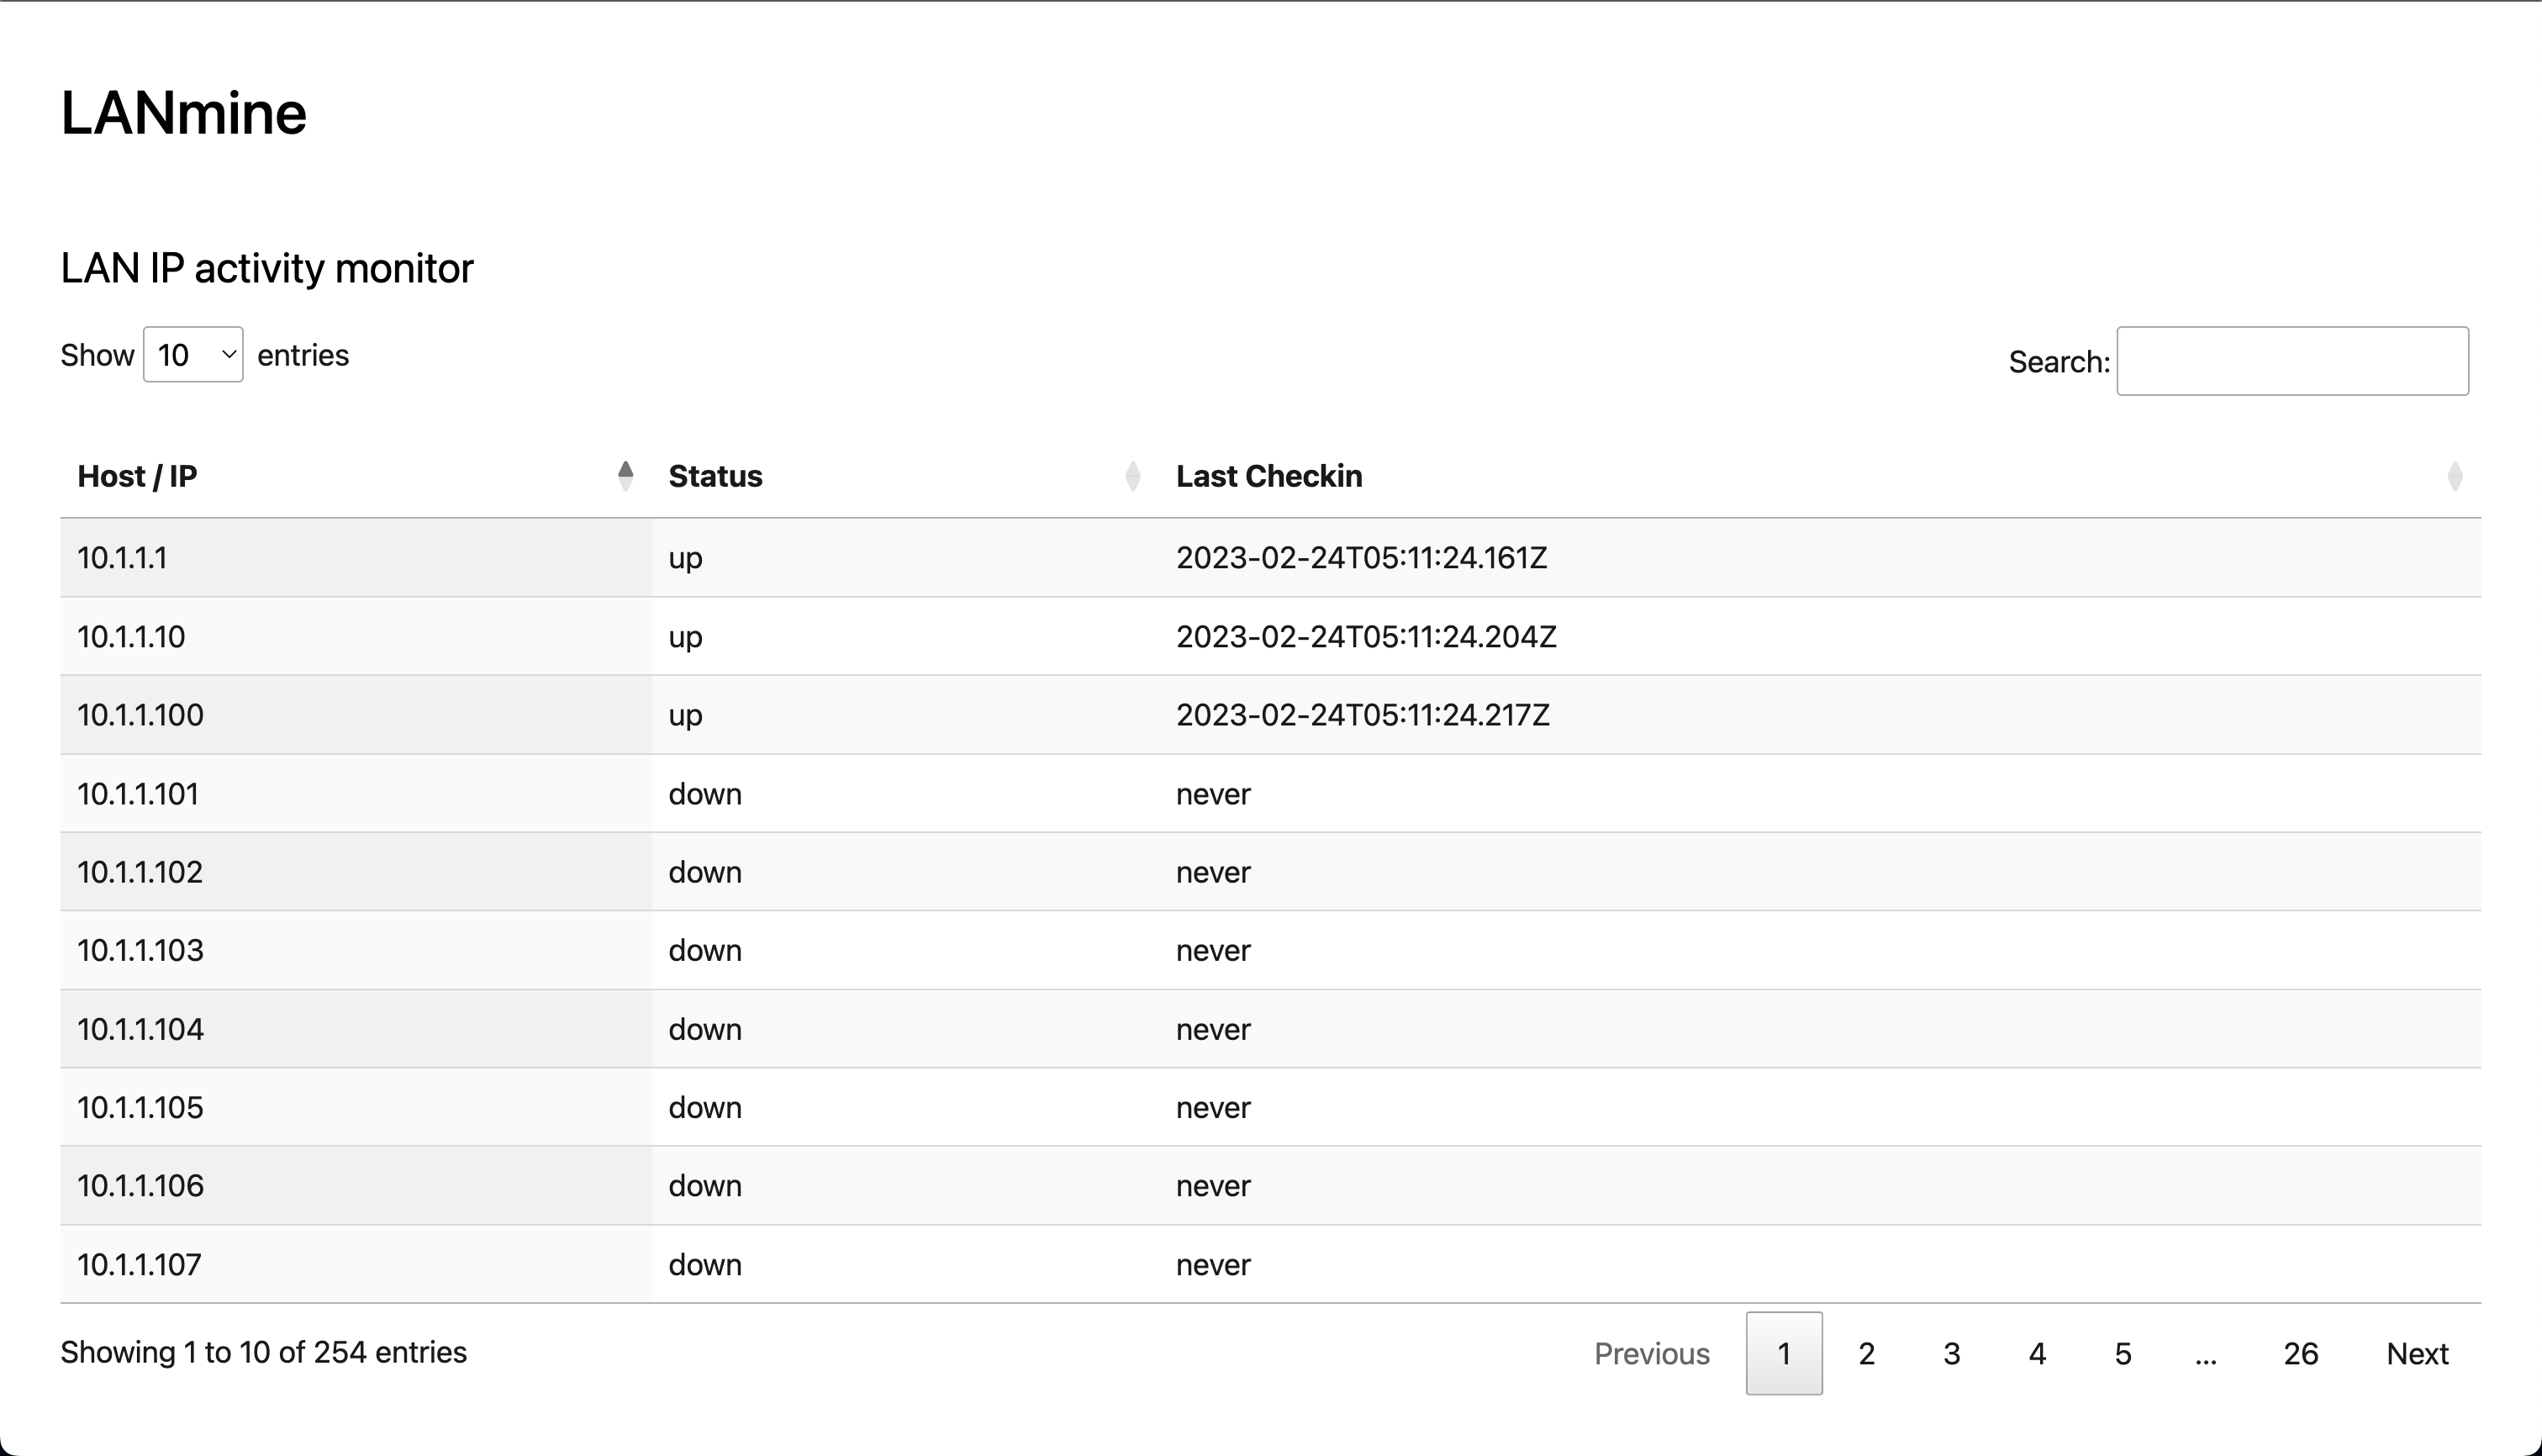 LANmine
LAN IP activity monitor
Show 10 entries Search:
Host / IP Status Last Checkin
10.1.1.1 up 2023-02-24T05:11:24.161Z
10.1.1.10 up 2023-02-24T05:11:24.204Z
10.1.1.100 up 2023-02-24T05:11:24.217Z
10.1.1.101 down never
10.1.1.102 down never
10.1.1.103 down never
10.1.1.104 down never
10.1.1.105 down never
10.1.1.106 down never
10.1.1.107 down never
Showing 1 to 10 of 254 entries Previous 1 2 3 4 5 ... 26 Next